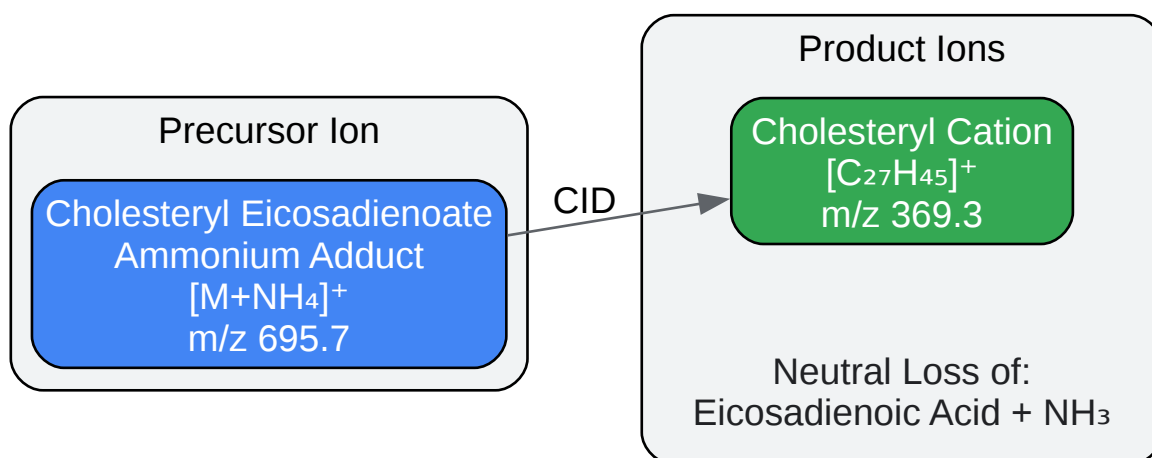 Precursor Ion
Cholesteryl Eicosadienoate
Ammonium Adduct
[M+NH₄]⁺
m/z 695.7
CID
Product Ions
Cholesteryl Cation
[C₂₇H₄₅]⁺
m/z 369.3
Neutral Loss of:
Eicosadienoic Acid + NH₃